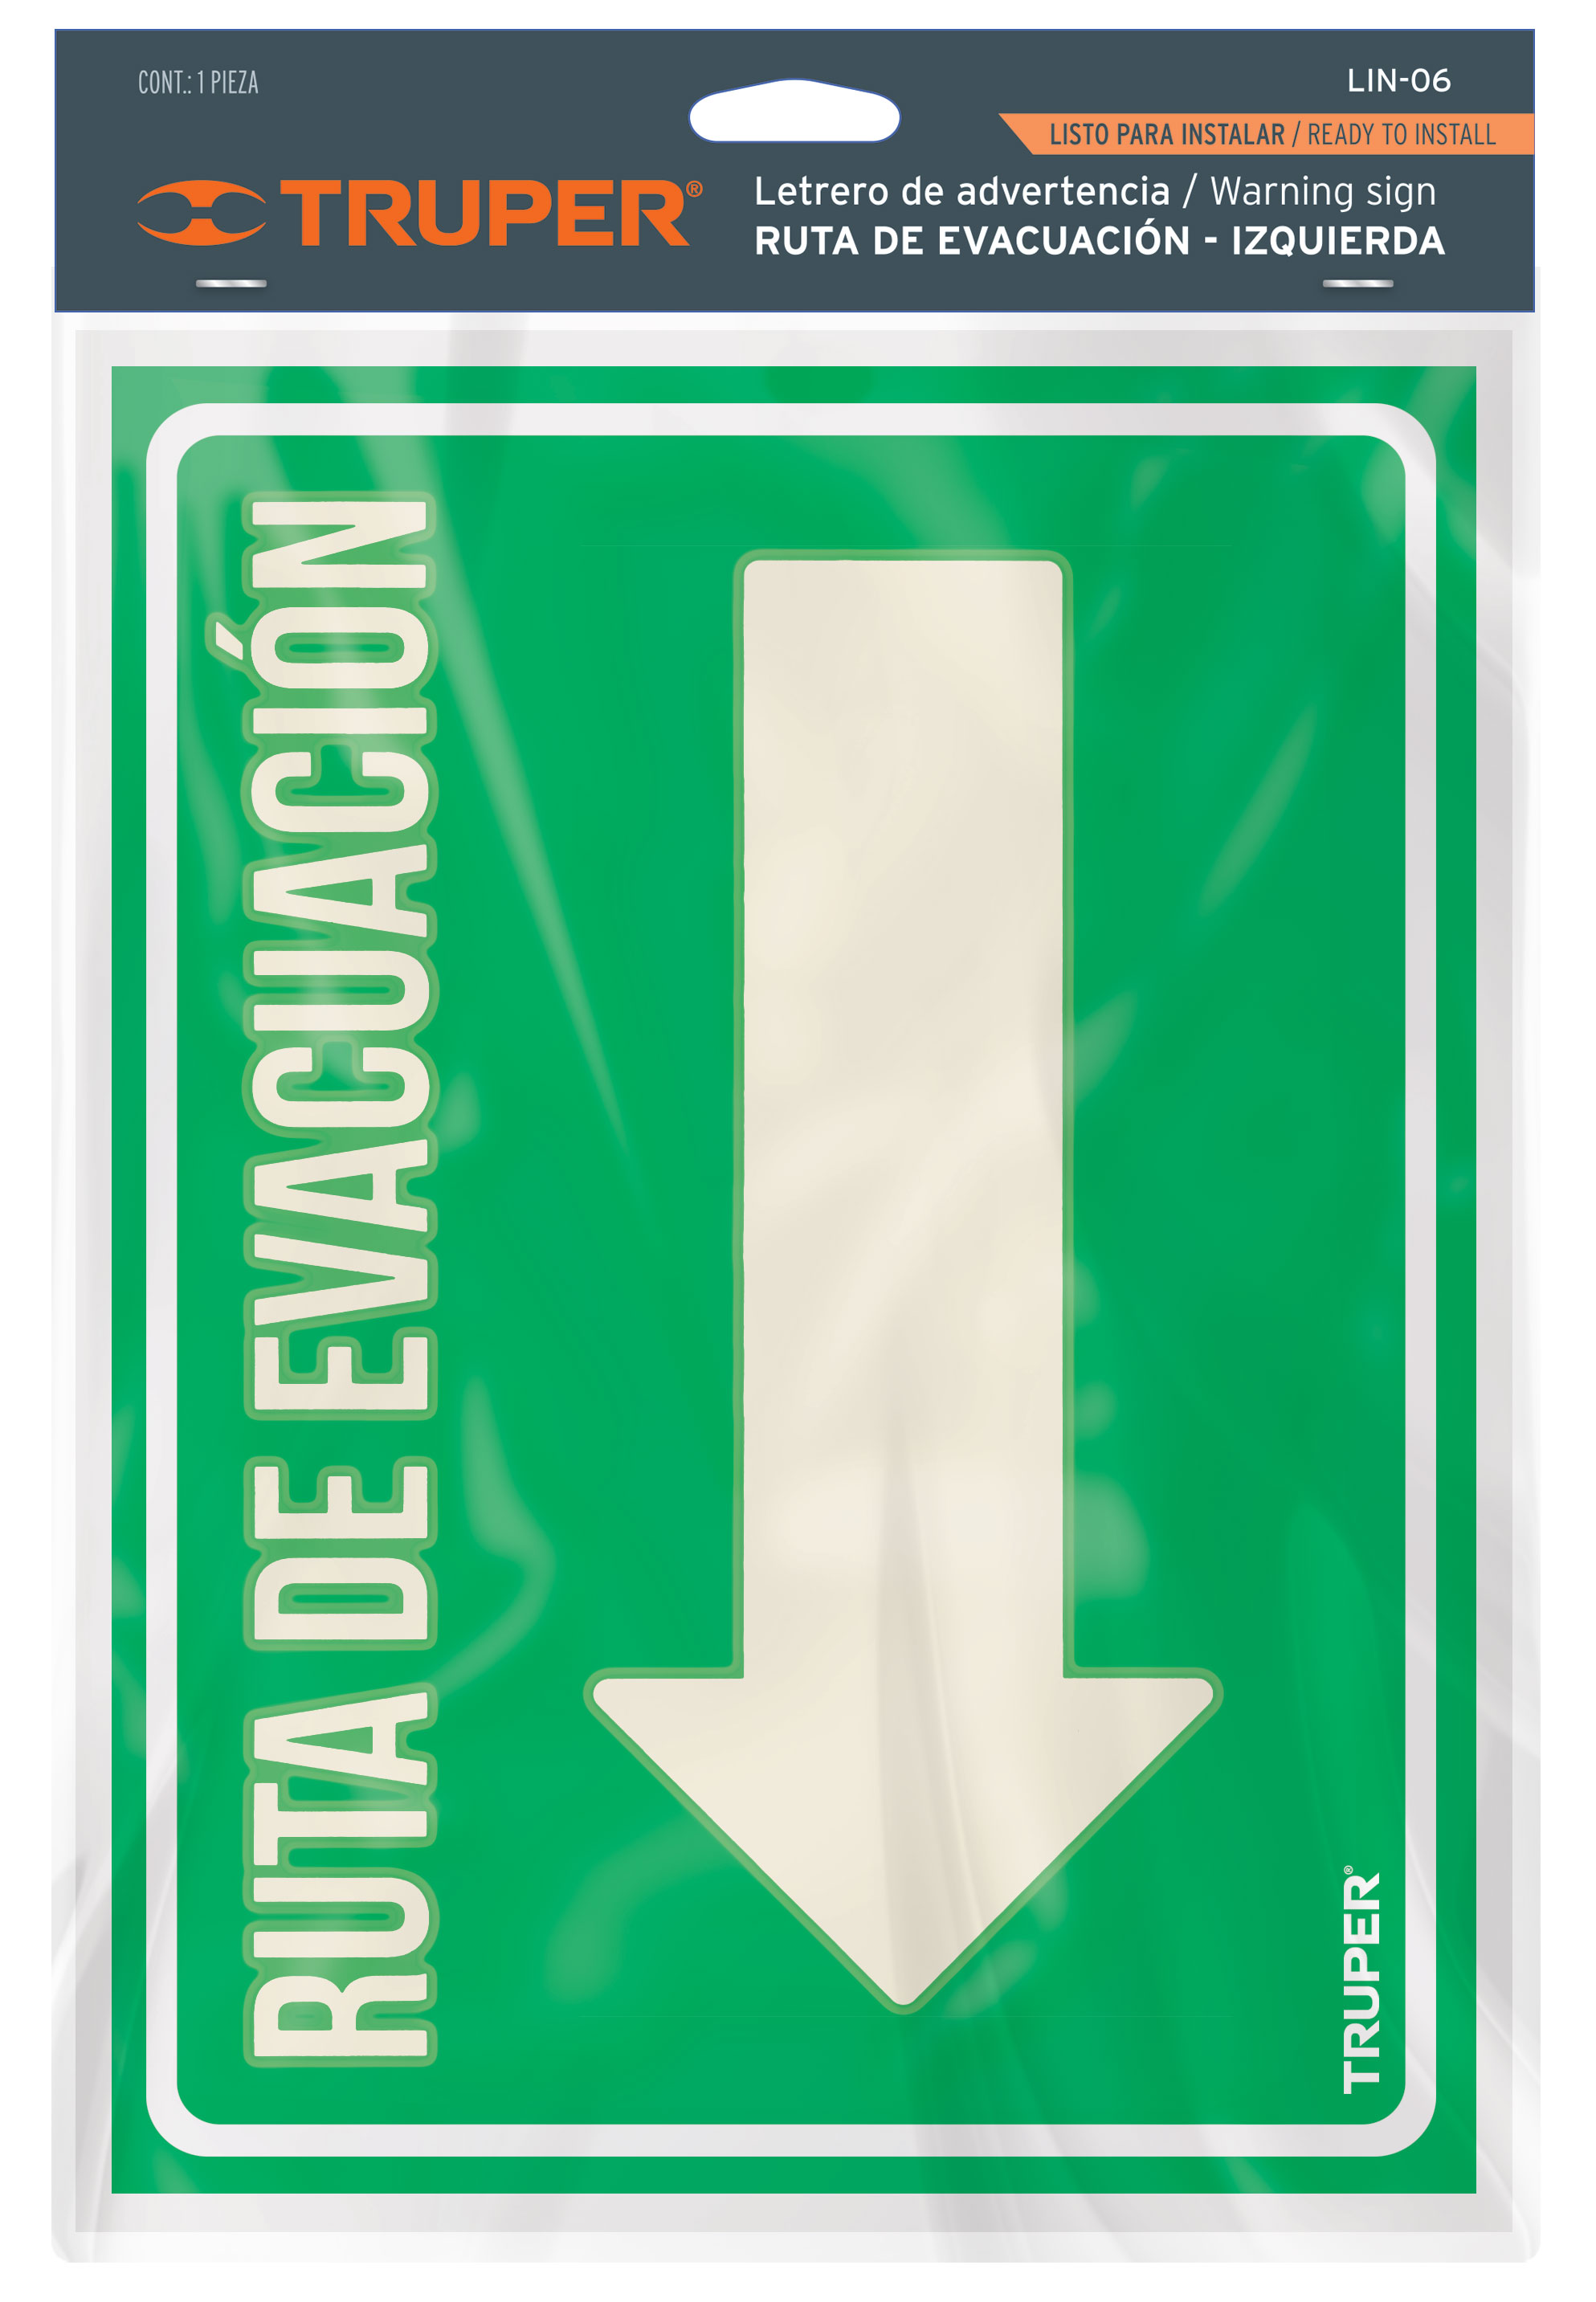 CONT.: 1 PIEZA
LIN-06
LISTO PARA INSTALAR / READY TO INSTALL
TRUPER®
Letrero de advertencia / Warning sign
RUTA DE EVACUACIÓN - IZQUIERDA
RUTA DE EVACUACIÓN
TRUPER®